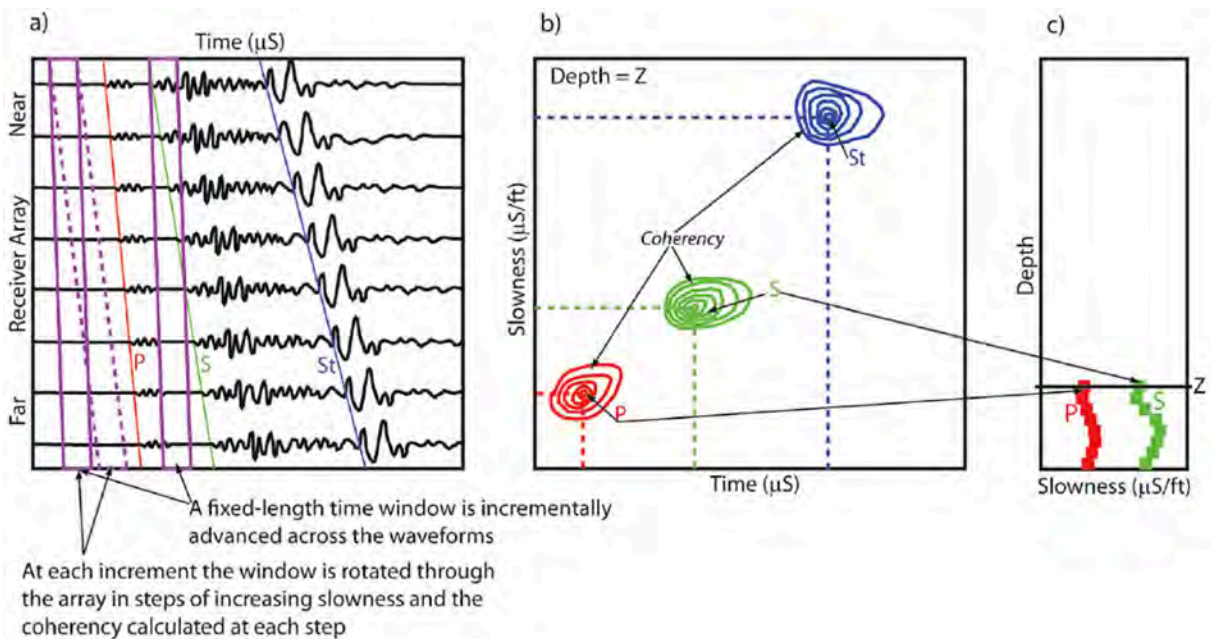 a)
Time (μS)
Near
Receiver Array
Far
P
S
St
A fixed-length time window is incrementally
advanced across the waveforms
At each increment the window is rotated through
the array in steps of increasing slowness and the
coherency calculated at each step
b)
Depth = Z
St
Coherency
S
P
Slowness (μS/ft)
Time (μS)
c)
Depth
Z
P
S
Slowness (μS/ft)